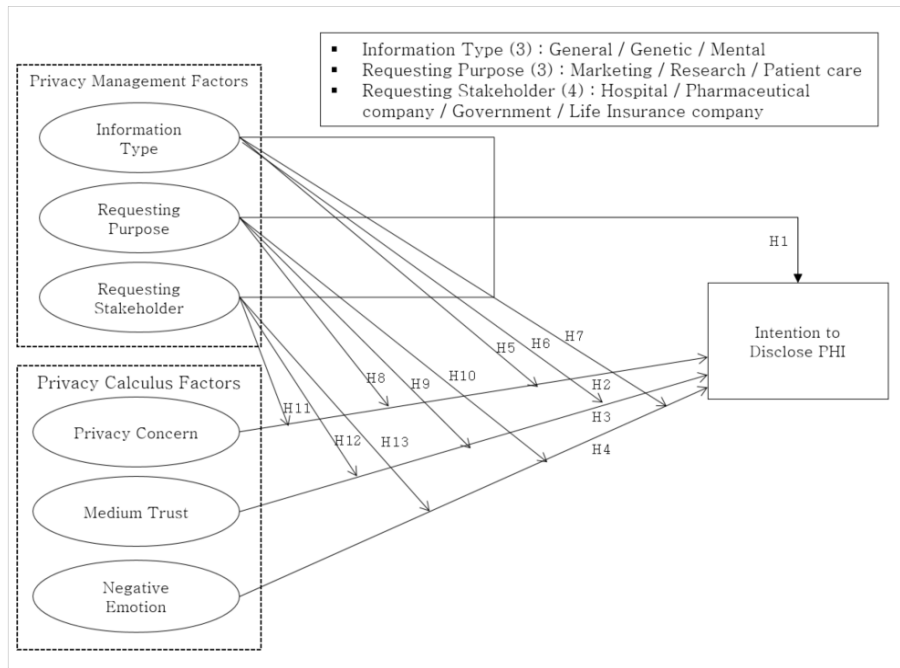 ▪ Information Type (3) : General / Genetic / Mental
▪ Requesting Purpose (3) : Marketing / Research / Patient care
▪ Requesting Stakeholder (4) : Hospital / Pharmaceutical
company / Government / Life Insurance company
Privacy Management Factors
Information
Type
Requesting
Purpose
Requesting
Stakeholder
H1
Intention to
Disclose PHI
H7
H6
H5
H2
H3
H4
H8
H9
H10
H11
H12
H13
Privacy Calculus Factors
Privacy Concern
Medium Trust
Negative
Emotion